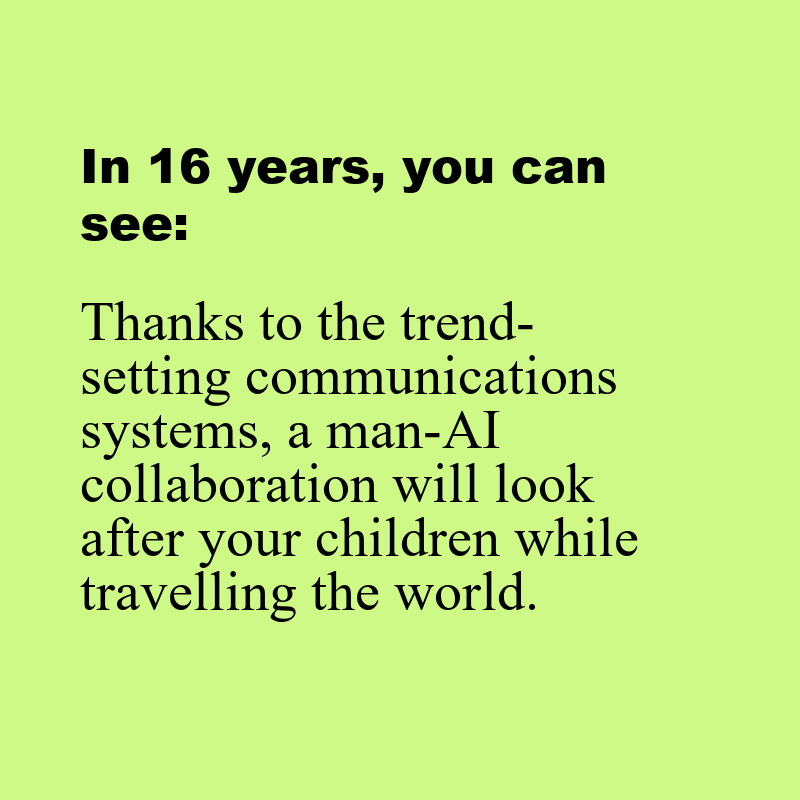 In 16 years, you can
see:
Thanks to the trend-
setting communications
systems, a man-AI
collaboration will look
after your children while
travelling the world.